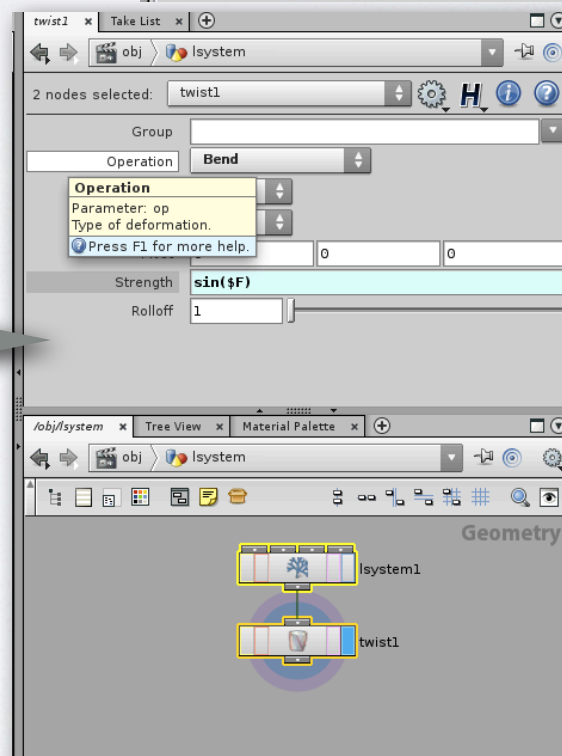 twist1 Take List
obj lsystem
2 nodes selected: twist1
Group
Operation Bend
Operation
Parameter: op
Type of deformation.
Press F1 for more help.
0 0
Strength sin($F)
Rolloff 1
/obj/lsystem Tree View Material Palette
obj lsystem
Geometry
lsystem1
twist1